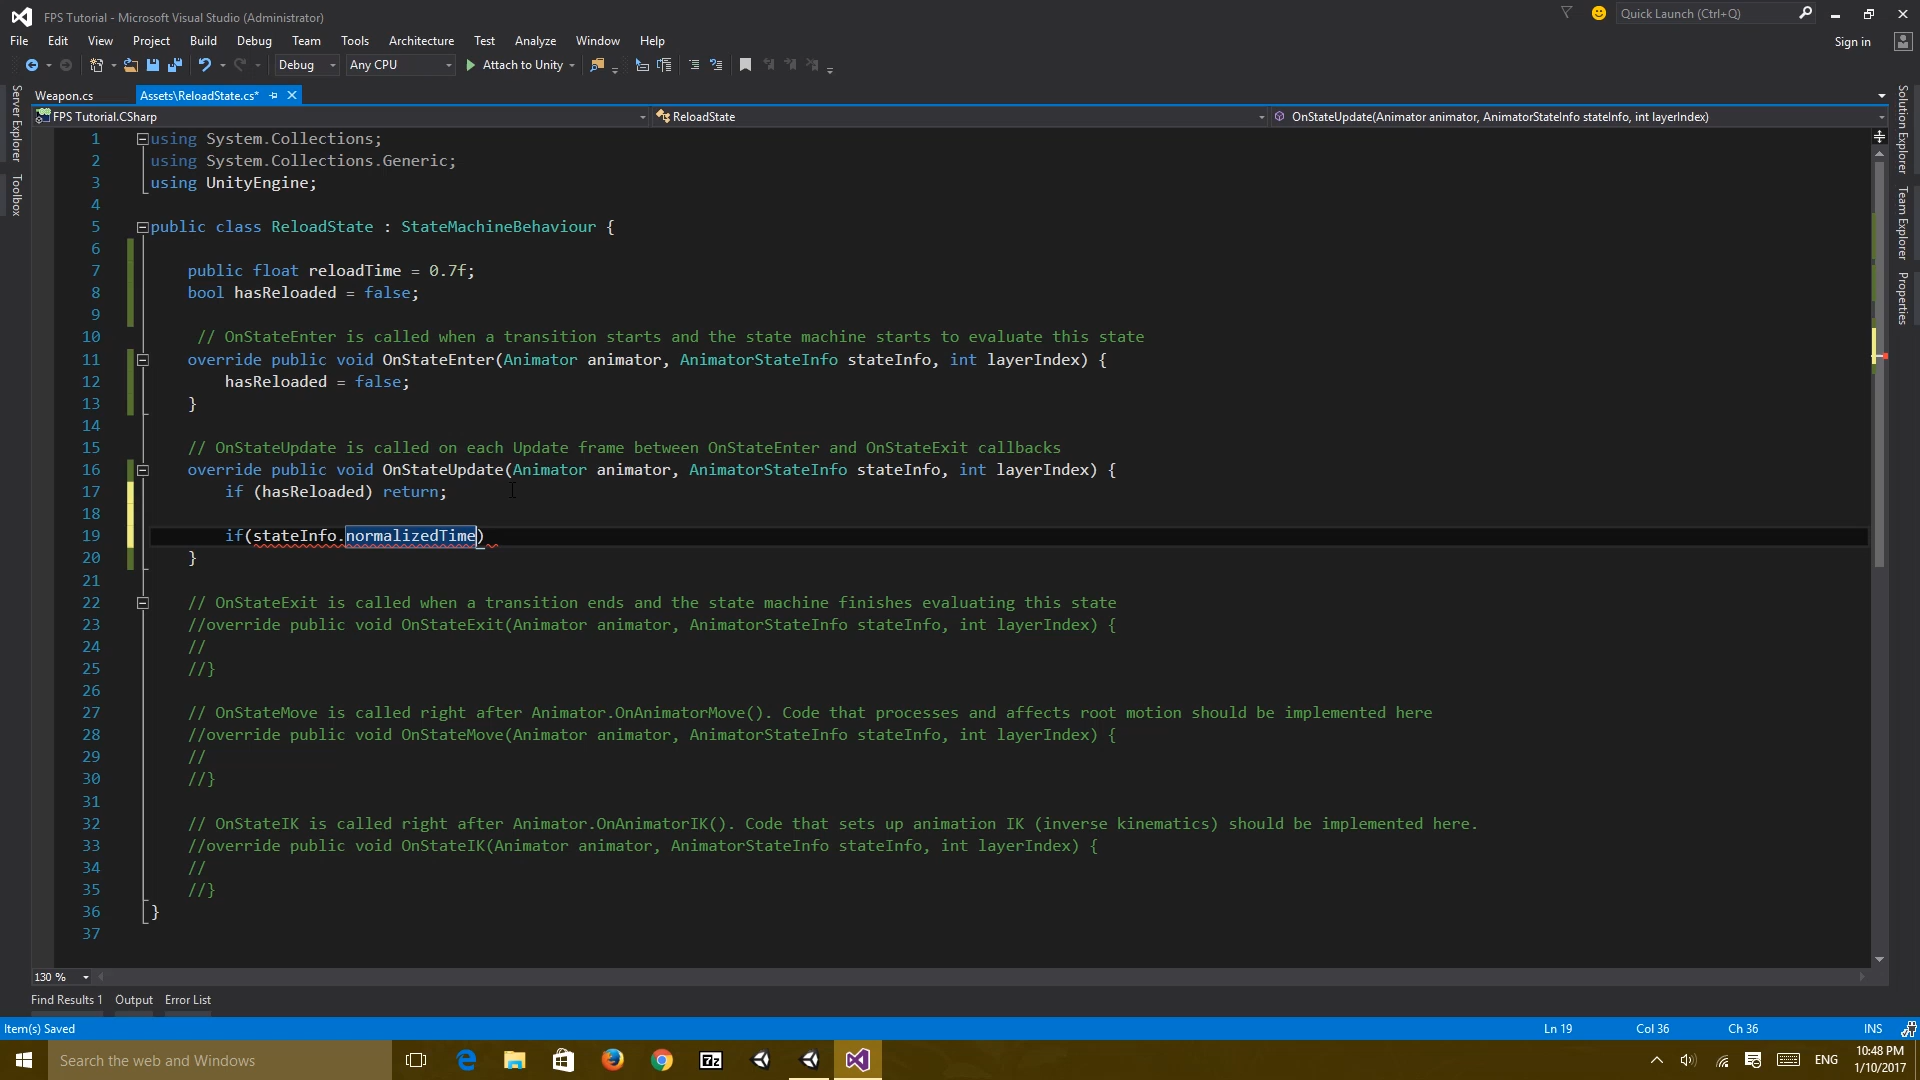 FPS Tutorial - Microsoft Visual Studio (Administrator)
Quick Launch (Ctrl+Q)
File Edit View Project Build Debug Team Tools Architecture Test Analyze Window Help
Sign in
Debug Any CPU Attach to Unity
Weapon.cs Assets\ReloadState.cs*
FPS Tutorial.CSharp ReloadState OnStateUpdate(Animator animator, AnimatorStateInfo stateInfo, int layerIndex)
Server Explorer
Toolbox
Solution Explorer
Team Explorer
Properties
1 using System.Collections;
2 using System.Collections.Generic;
3 using UnityEngine;
4
5 public class ReloadState : StateMachineBehaviour {
6
7 public float reloadTime = 0.7f;
8 bool hasReloaded = false;
9
10 // OnStateEnter is called when a transition starts and the state machine starts to evaluate this state
11 override public void OnStateEnter(Animator animator, AnimatorStateInfo stateInfo, int layerIndex) {
12 hasReloaded = false;
13 }
14
15 // OnStateUpdate is called on each Update frame between OnStateEnter and OnStateExit callbacks
16 override public void OnStateUpdate(Animator animator, AnimatorStateInfo stateInfo, int layerIndex) {
17 if (hasReloaded) return;
18
19 if(stateInfo.normalizedTime)
20 }
21
22 // OnStateExit is called when a transition ends and the state machine finishes evaluating this state
23 //override public void OnStateExit(Animator animator, AnimatorStateInfo stateInfo, int layerIndex) {
24 //
25 //}
26
27 // OnStateMove is called right after Animator.OnAnimatorMove(). Code that processes and affects root motion should be implemented here
28 //override public void OnStateMove(Animator animator, AnimatorStateInfo stateInfo, int layerIndex) {
29 //
30 //}
31
32 // OnStateIK is called right after Animator.OnAnimatorIK(). Code that sets up animation IK (inverse kinematics) should be implemented here.
33 //override public void OnStateIK(Animator animator, AnimatorStateInfo stateInfo, int layerIndex) {
34 //
35 //}
36 }
37
130 %
Find Results 1 Output Error List
Item(s) Saved Ln 19 Col 36 Ch 36 INS
Search the web and Windows
7z
ENG
10:48 PM
1/10/2017